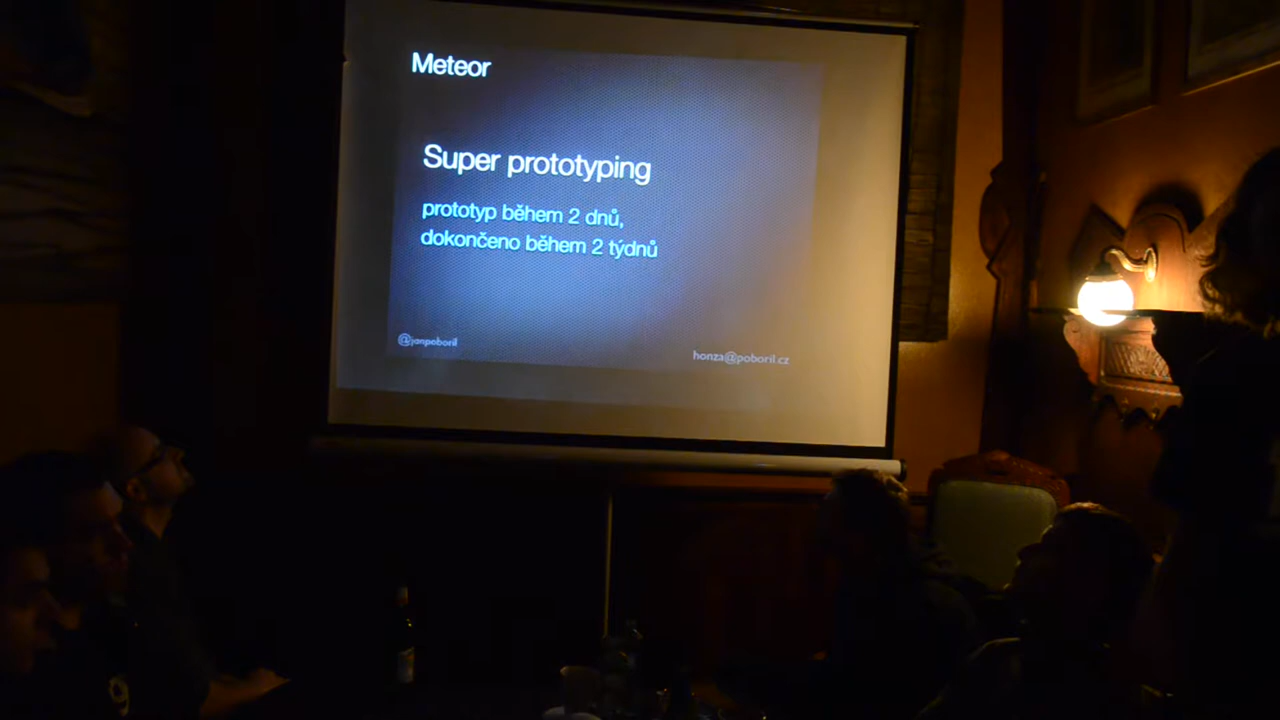 Meteor
Super prototyping
prototyp během 2 dnů,
dokončeno během 2 týdnů
@janpoboril
honza@poboril.cz